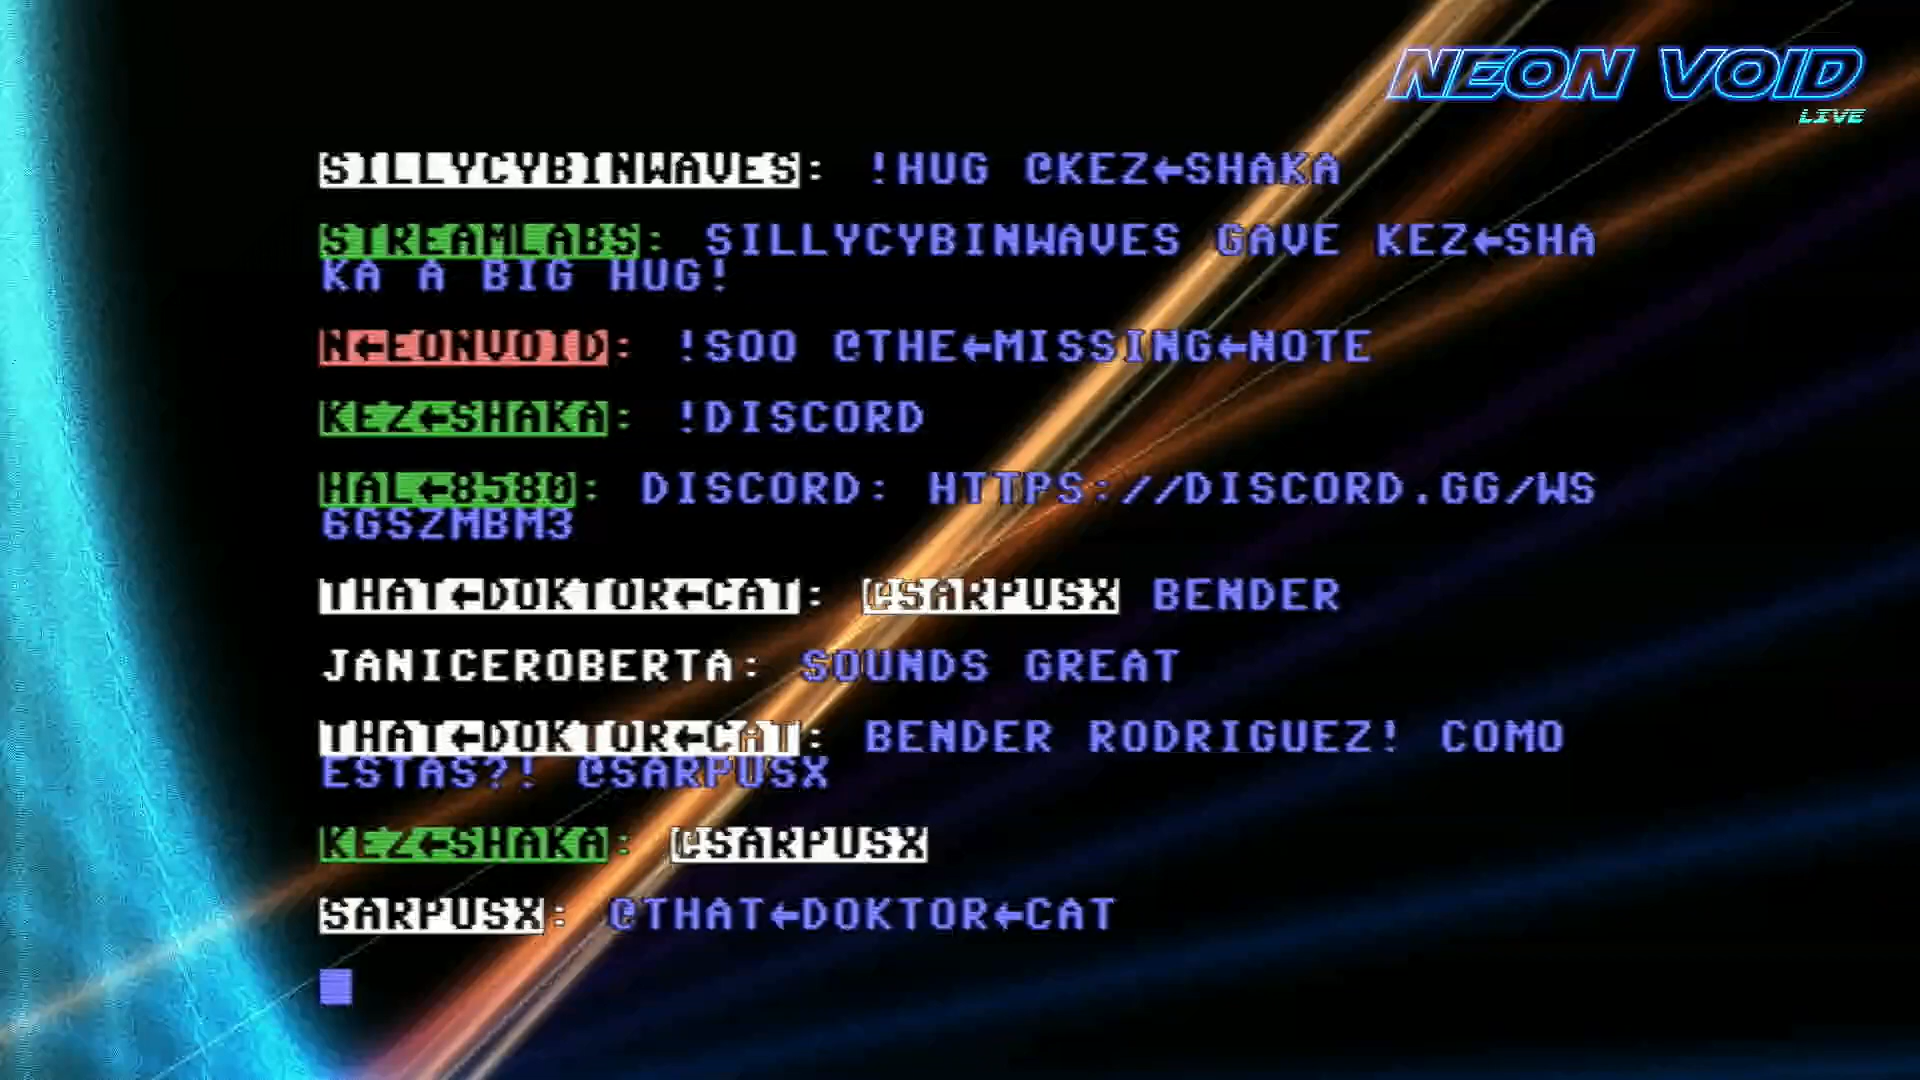 NEON VOID
LIVE
SILLYCYBINWAVES: !HUG @KEZ←SHAKA
STREAMLABS: SILLYCYBINWAVES GAVE KEZ←SHA
KA A BIG HUG!
N←EONVOID: !SOO @THE←MISSING←NOTE
KEZ←SHAKA: !DISCORD
HAL←8580: DISCORD: HTTPS://DISCORD.GG/WS
6GSZMBM3
THAT←DOKTOR←CAT: @SARPUSX BENDER
JANICEROBERTA: SOUNDS GREAT
THAT←DOKTOR←CAT: BENDER RODRIGUEZ! COMO
ESTAS?! @SARPUSX
KEZ←SHAKA: @SARPUSX
SARPUSX: @THAT←DOKTOR←CAT